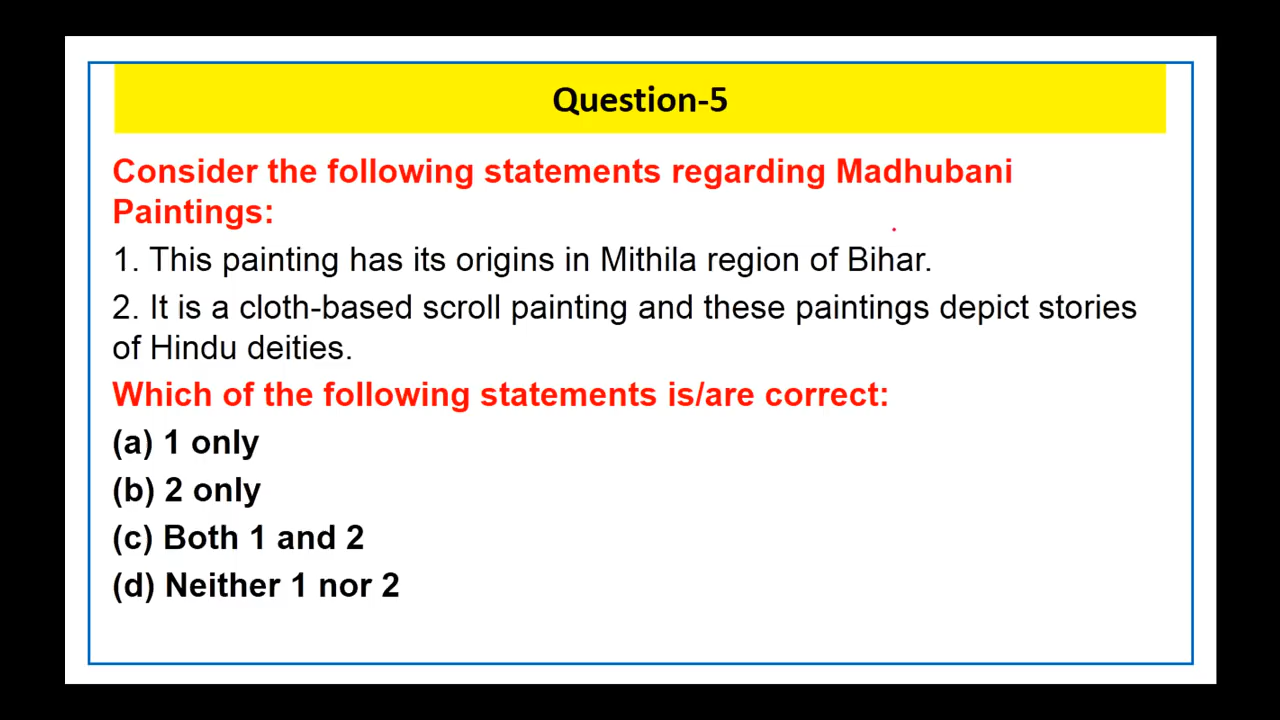 Question-5
Consider the following statements regarding Madhubani
Paintings:
1. This painting has its origins in Mithila region of Bihar.
2. It is a cloth-based scroll painting and these paintings depict stories
of Hindu deities.
Which of the following statements is/are correct:
(a) 1 only
(b) 2 only
(c) Both 1 and 2
(d) Neither 1 nor 2